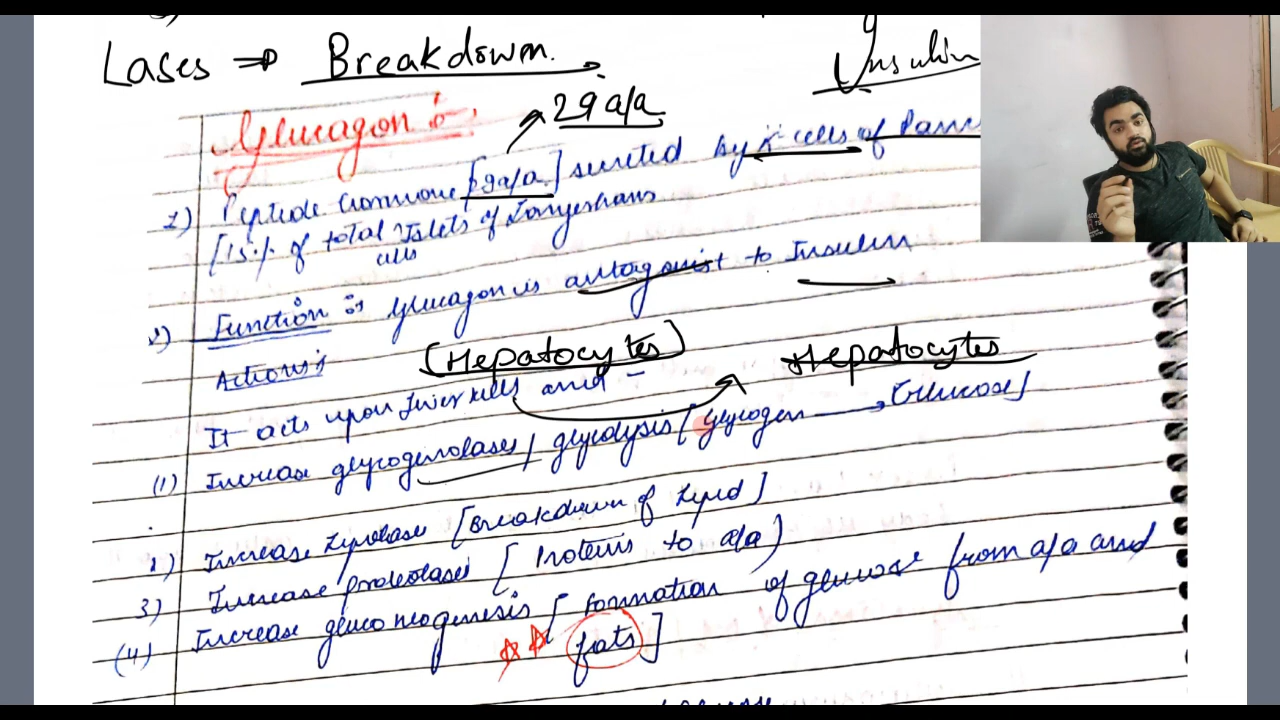 Lases ⇒ Breakdown.
Insulin
Glucagon :-
29 a/a
1) Peptide hormone [29a/a] secreted by α-cells of Panc
[15% of total Islets of Langerhans
cells
2) Function :: Glucagon is antagonist to Insulin
Actions:
(Hepatocytes)
Hepatocytes
It acts upon liver cells and -
(1) Increase glycogenolases / glycolysis [Glycogen → Glucose]
2) Increase Lipolase [Breakdown of Lipid]
3) Increase proteolases [Proteins to a/a)
(4) Increase gluconeogenesis [Formation of glucose from a/a and
fats]